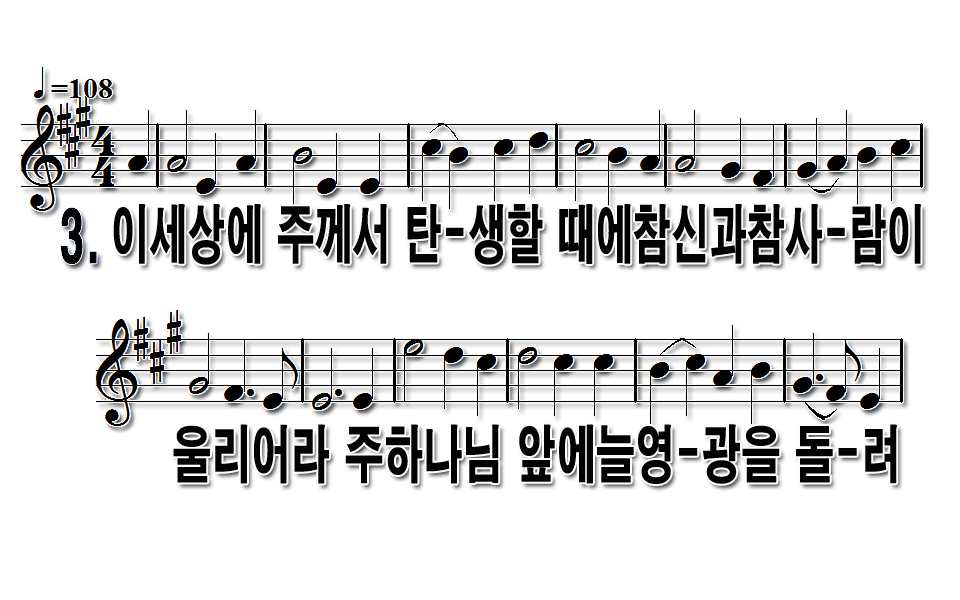 ♩=108
3. 이세상에 주께서 탄-생할 때에참신과참사-람이
울리어라 주하나님 앞에늘영-광을 돌-려